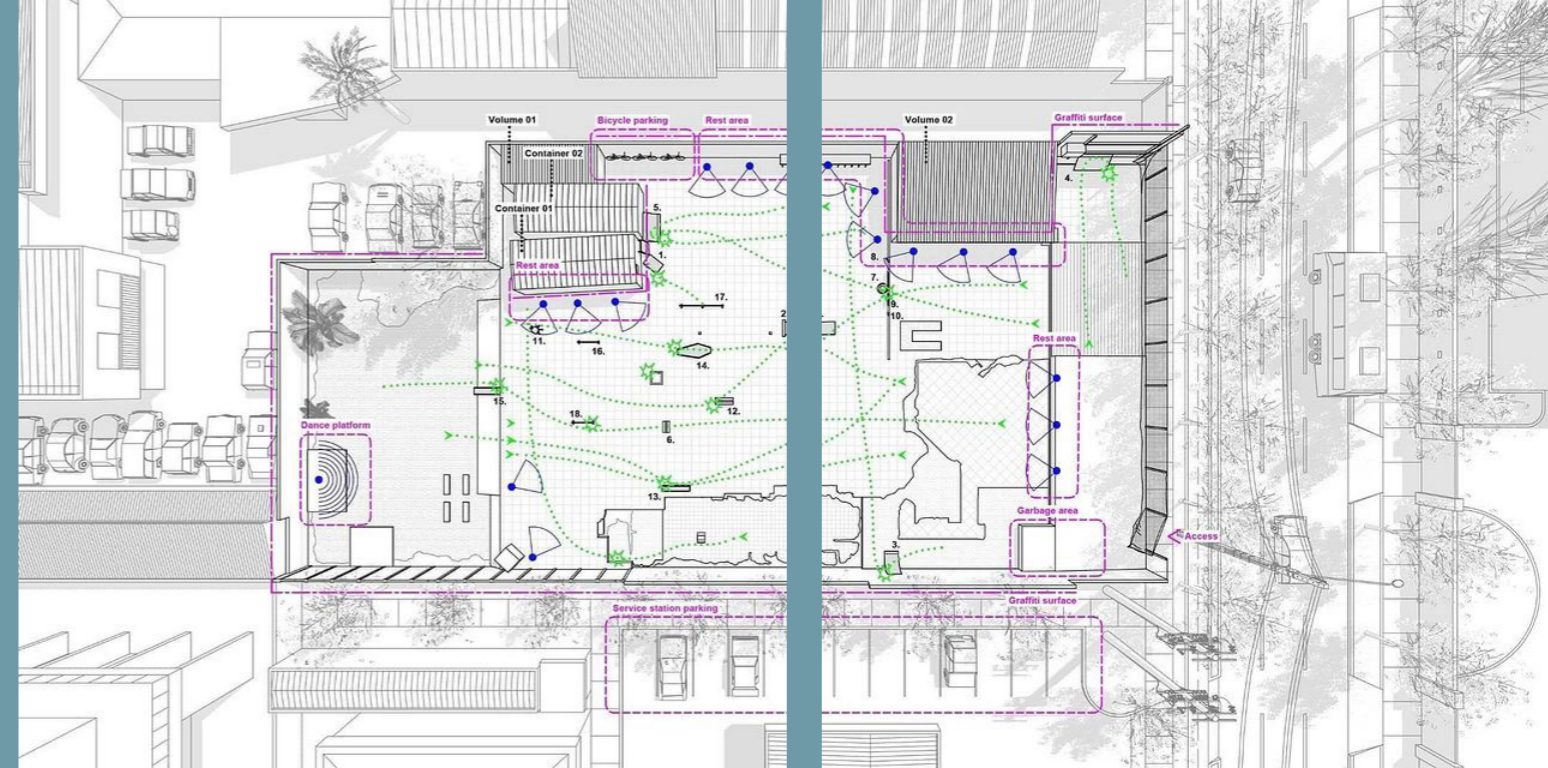 Volume 01
Bicycle parking
Rest area
Volume 02
Graffiti surface
Container 02
4.
Container 01
5.
1.
8.
Rest area
7.
17.
9.
10.
2
11.
16.
14.
Rest area
15.
12.
18.
6.
Dance platform
13.
Garbage area
Access
3.
Graffiti surface
Service station parking